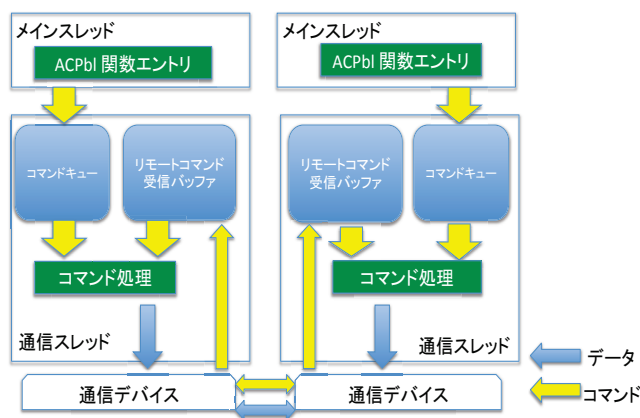 メインスレッド
ACPbl 関数エントリ
コマンドキュー
リモートコマンド
受信バッファ
コマンド処理
通信スレッド
通信デバイス
メインスレッド
ACPbl 関数エントリ
リモートコマンド
受信バッファ
コマンドキュー
コマンド処理
通信スレッド
通信デバイス
データ
コマンド